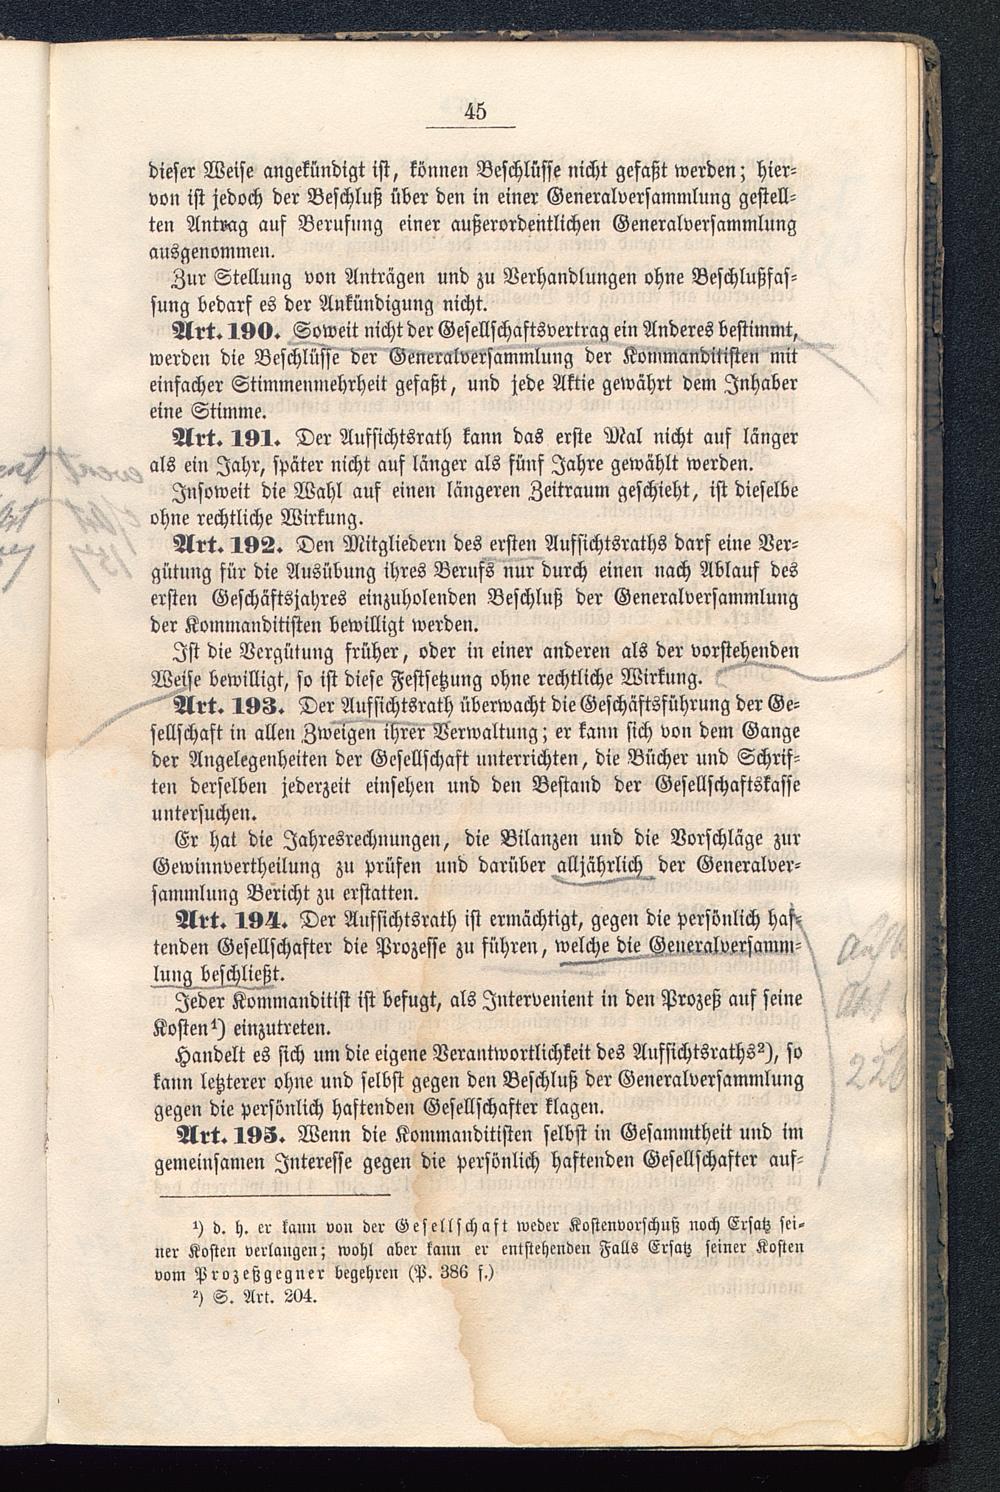 45
dieser Weise angekündigt ist, können Beschlüsse nicht gefaßt werden; hier-
von ist jedoch der Beschluß über den in einer Generalversammlung gestell-
ten Antrag auf Berufung einer außerordentlichen Generalversammlung
ausgenommen.
Zur Stellung von Anträgen und zu Verhandlungen ohne Beschlußfas-
sung bedarf es der Ankündigung nicht.
Art. 190. Soweit nicht der Gesellschaftsvertrag ein Anderes bestimmt,
werden die Beschlüsse der Generalversammlung der Kommanditisten mit
einfacher Stimmenmehrheit gefaßt, und jede Aktie gewährt dem Inhaber
eine Stimme.
Art. 191. Der Aufsichtsrath kann das erste Mal nicht auf länger
als ein Jahr, später nicht auf länger als fünf Jahre gewählt werden.
Insoweit die Wahl auf einen längeren Zeitraum geschieht, ist dieselbe
ohne rechtliche Wirkung.
Art. 192. Den Mitgliedern des ersten Aufsichtsraths darf eine Ver-
gütung für die Ausübung ihres Berufs nur durch einen nach Ablauf des
ersten Geschäftsjahres einzuholenden Beschluß der Generalversammlung
der Kommanditisten bewilligt werden.
Ist die Vergütung früher, oder in einer anderen als der vorstehenden
Weise bewilligt, so ist diese Festsetzung ohne rechtliche Wirkung.
Art. 193. Der Aufsichtsrath überwacht die Geschäftsführung der Ge-
sellschaft in allen Zweigen ihrer Verwaltung; er kann sich von dem Gange
der Angelegenheiten der Gesellschaft unterrichten, die Bücher und Schrif-
ten derselben jederzeit einsehen und den Bestand der Gesellschaftskasse
untersuchen.
Er hat die Jahresrechnungen, die Bilanzen und die Vorschläge zur
Gewinnvertheilung zu prüfen und darüber alljährlich der Generalver-
sammlung Bericht zu erstatten.
Art. 194. Der Aufsichtsrath ist ermächtigt, gegen die persönlich haf-
tenden Gesellschafter die Prozesse zu führen, welche die Generalversamm-
lung beschließt.
Jeder Kommanditist ist befugt, als Intervenient in den Prozeß auf seine
Kosten¹) einzutreten.
Handelt es sich um die eigene Verantwortlichkeit des Aufsichtsraths²), so
kann letzterer ohne und selbst gegen den Beschluß der Generalversammlung
gegen die persönlich haftenden Gesellschafter klagen.
Art. 195. Wenn die Kommanditisten selbst in Gesammtheit und im
gemeinsamen Interesse gegen die persönlich haftenden Gesellschafter auf-
¹) d. h. er kann von der Gesellschaft weder Kostenvorschuß noch Ersatz sei-
ner Kosten verlangen; wohl aber kann er entstehenden Falls Ersatz seiner Kosten
vom Prozeßgegner begehren (P. 386 f.)
²) S. Art. 204.
226